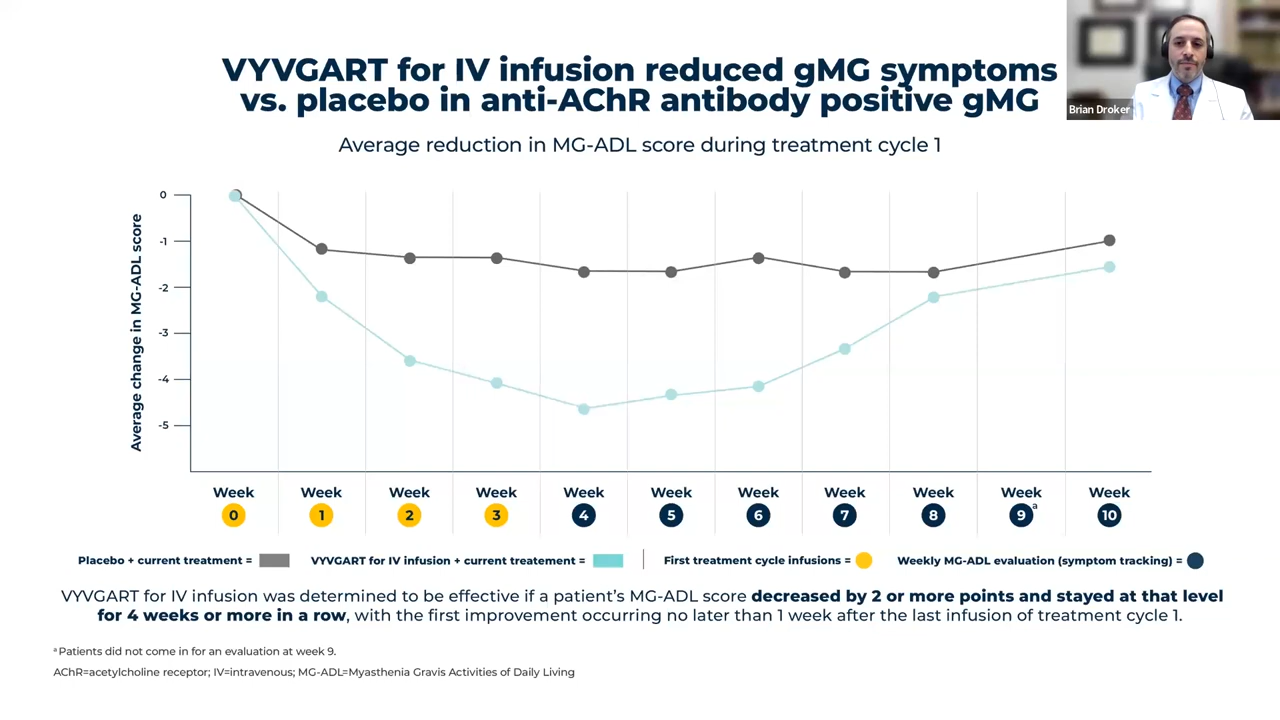 VYVGART for IV infusion reduced gMG symptoms
vs. placebo in anti-AChR antibody positive gMG
Brian Droker
Average reduction in MG-ADL score during treatment cycle 1
Average change in MG-ADL score
0
-1
-2
-3
-4
-5
Week Week Week Week Week Week Week Week Week Week Week
0 1 2 3 4 5 6 7 8 9a 10
Placebo + current treatment = VYVGART for IV infusion + current treatement = First treatment cycle infusions = Weekly MG-ADL evaluation (symptom tracking) =
VYVGART for IV infusion was determined to be effective if a patient's MG-ADL score decreased by 2 or more points and stayed at that level
for 4 weeks or more in a row, with the first improvement occurring no later than 1 week after the last infusion of treatment cycle 1.
a Patients did not come in for an evaluation at week 9.
AChR=acetylcholine receptor; IV=intravenous; MG-ADL=Myasthenia Gravis Activities of Daily Living